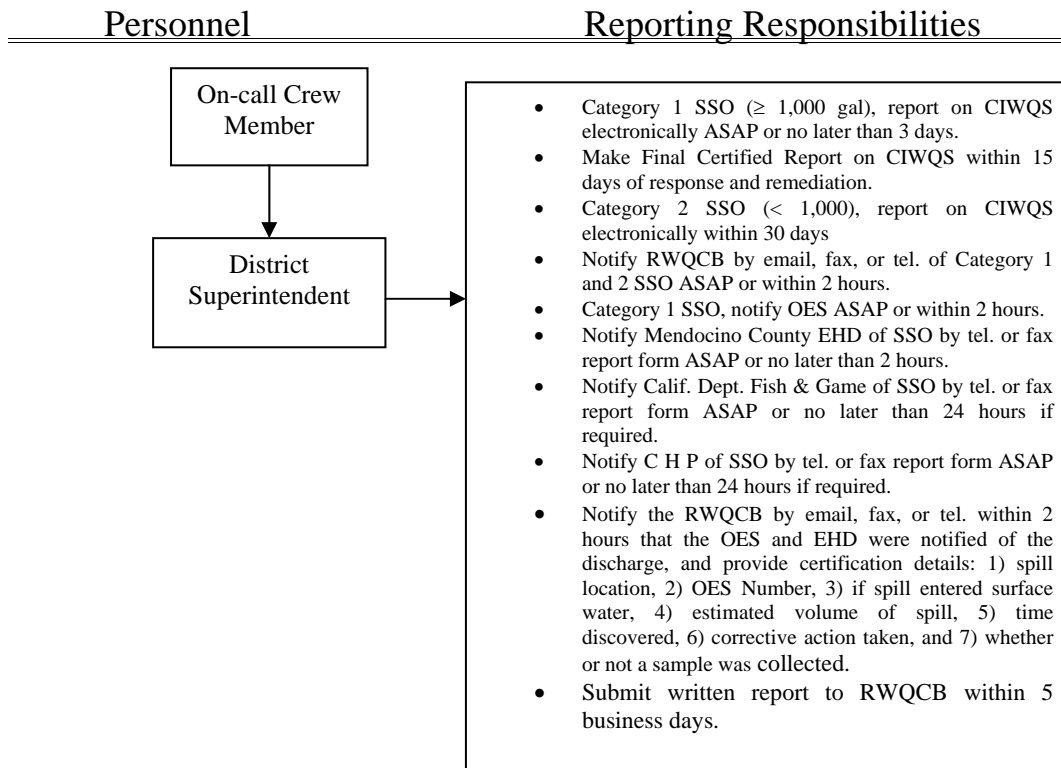 Personnel
Reporting Responsibilities
On-call Crew
Member
District
Superintendent
• Category 1 SSO (≥ 1,000 gal), report on CIWQS
electronically ASAP or no later than 3 days.
• Make Final Certified Report on CIWQS within 15
days of response and remediation.
• Category 2 SSO (< 1,000), report on CIWQS
electronically within 30 days
• Notify RWQCB by email, fax, or tel. of Category 1
and 2 SSO ASAP or within 2 hours.
• Category 1 SSO, notify OES ASAP or within 2 hours.
• Notify Mendocino County EHD of SSO by tel. or fax
report form ASAP or no later than 2 hours.
• Notify Calif. Dept. Fish & Game of SSO by tel. or fax
report form ASAP or no later than 24 hours if
required.
• Notify C H P of SSO by tel. or fax report form ASAP
or no later than 24 hours if required.
• Notify the RWQCB by email, fax, or tel. within 2
hours that the OES and EHD were notified of the
discharge, and provide certification details: 1) spill
location, 2) OES Number, 3) if spill entered surface
water, 4) estimated volume of spill, 5) time
discovered, 6) corrective action taken, and 7) whether
or not a sample was collected.
• Submit written report to RWQCB within 5
business days.